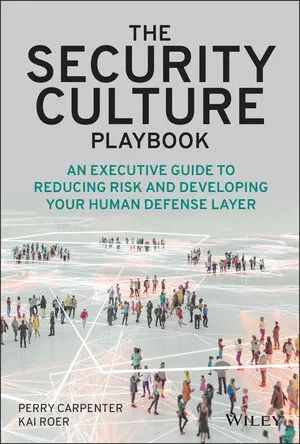 THE
SECURITY
CULTURE
PLAYBOOK
AN EXECUTIVE GUIDE TO
REDUCING RISK AND DEVELOPING
YOUR HUMAN DEFENSE LAYER
PERRY CARPENTER
KAI ROER
WILEY